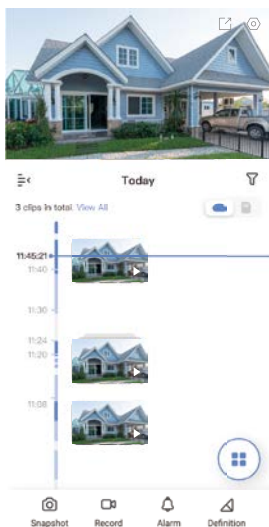 Today
3 clips in total. View All
11:45:21
11:40
11:30
11:24
11:20
11:08
Snapshot Record Alarm Definition